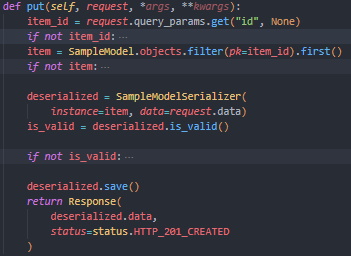 def put(self, request, *args, **kwargs):
    item_id = request.query_params.get("id", None)
    if not item_id: ···
    item = SampleModel.objects.filter(pk=item_id).first()
    if not item: ···

    deserialized = SampleModelSerializer(
        instance=item, data=request.data)
    is_valid = deserialized.is_valid()

    if not is_valid: ···

    deserialized.save()
    return Response(
        deserialized.data,
        status=status.HTTP_201_CREATED
    )